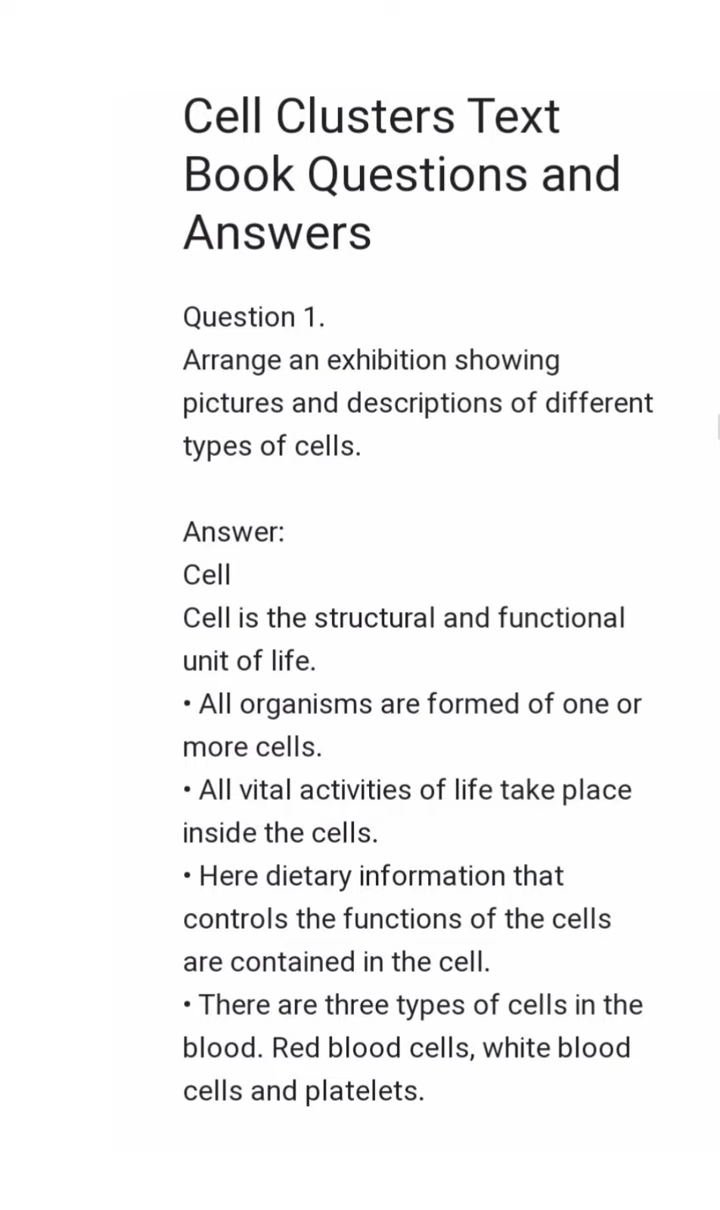 Cell Clusters Text
Book Questions and
Answers
Question 1.
Arrange an exhibition showing
pictures and descriptions of different
types of cells.
Answer:
Cell
Cell is the structural and functional
unit of life.
• All organisms are formed of one or
more cells.
• All vital activities of life take place
inside the cells.
• Here dietary information that
controls the functions of the cells
are contained in the cell.
• There are three types of cells in the
blood. Red blood cells, white blood
cells and platelets.